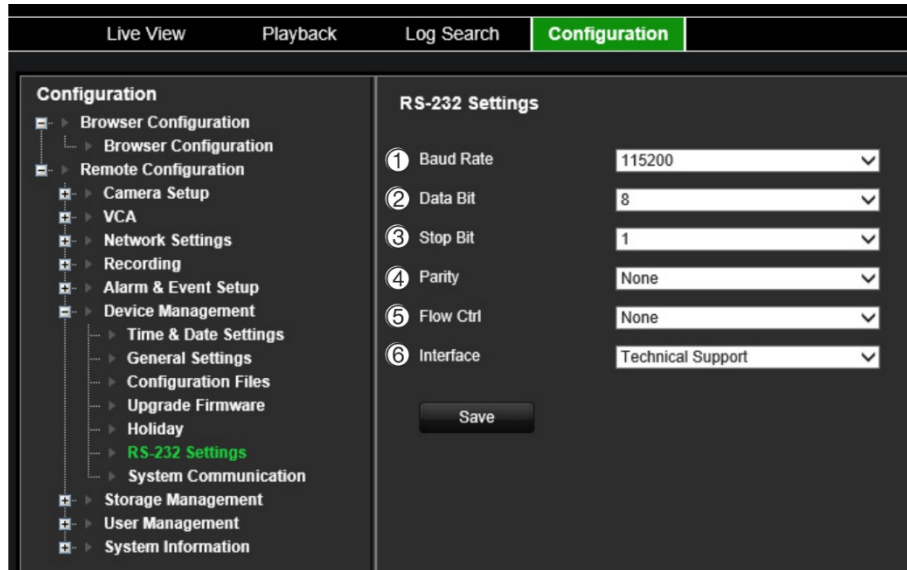 Live View Playback Log Search Configuration
Configuration
Browser Configuration
Browser Configuration
Remote Configuration
Camera Setup
VCA
Network Settings
Recording
Alarm & Event Setup
Device Management
Time & Date Settings
General Settings
Configuration Files
Upgrade Firmware
Holiday
RS-232 Settings
System Communication
Storage Management
User Management
System Information
RS-232 Settings
① Baud Rate 115200
② Data Bit 8
③ Stop Bit 1
④ Parity None
⑤ Flow Ctrl None
⑥ Interface Technical Support
Save